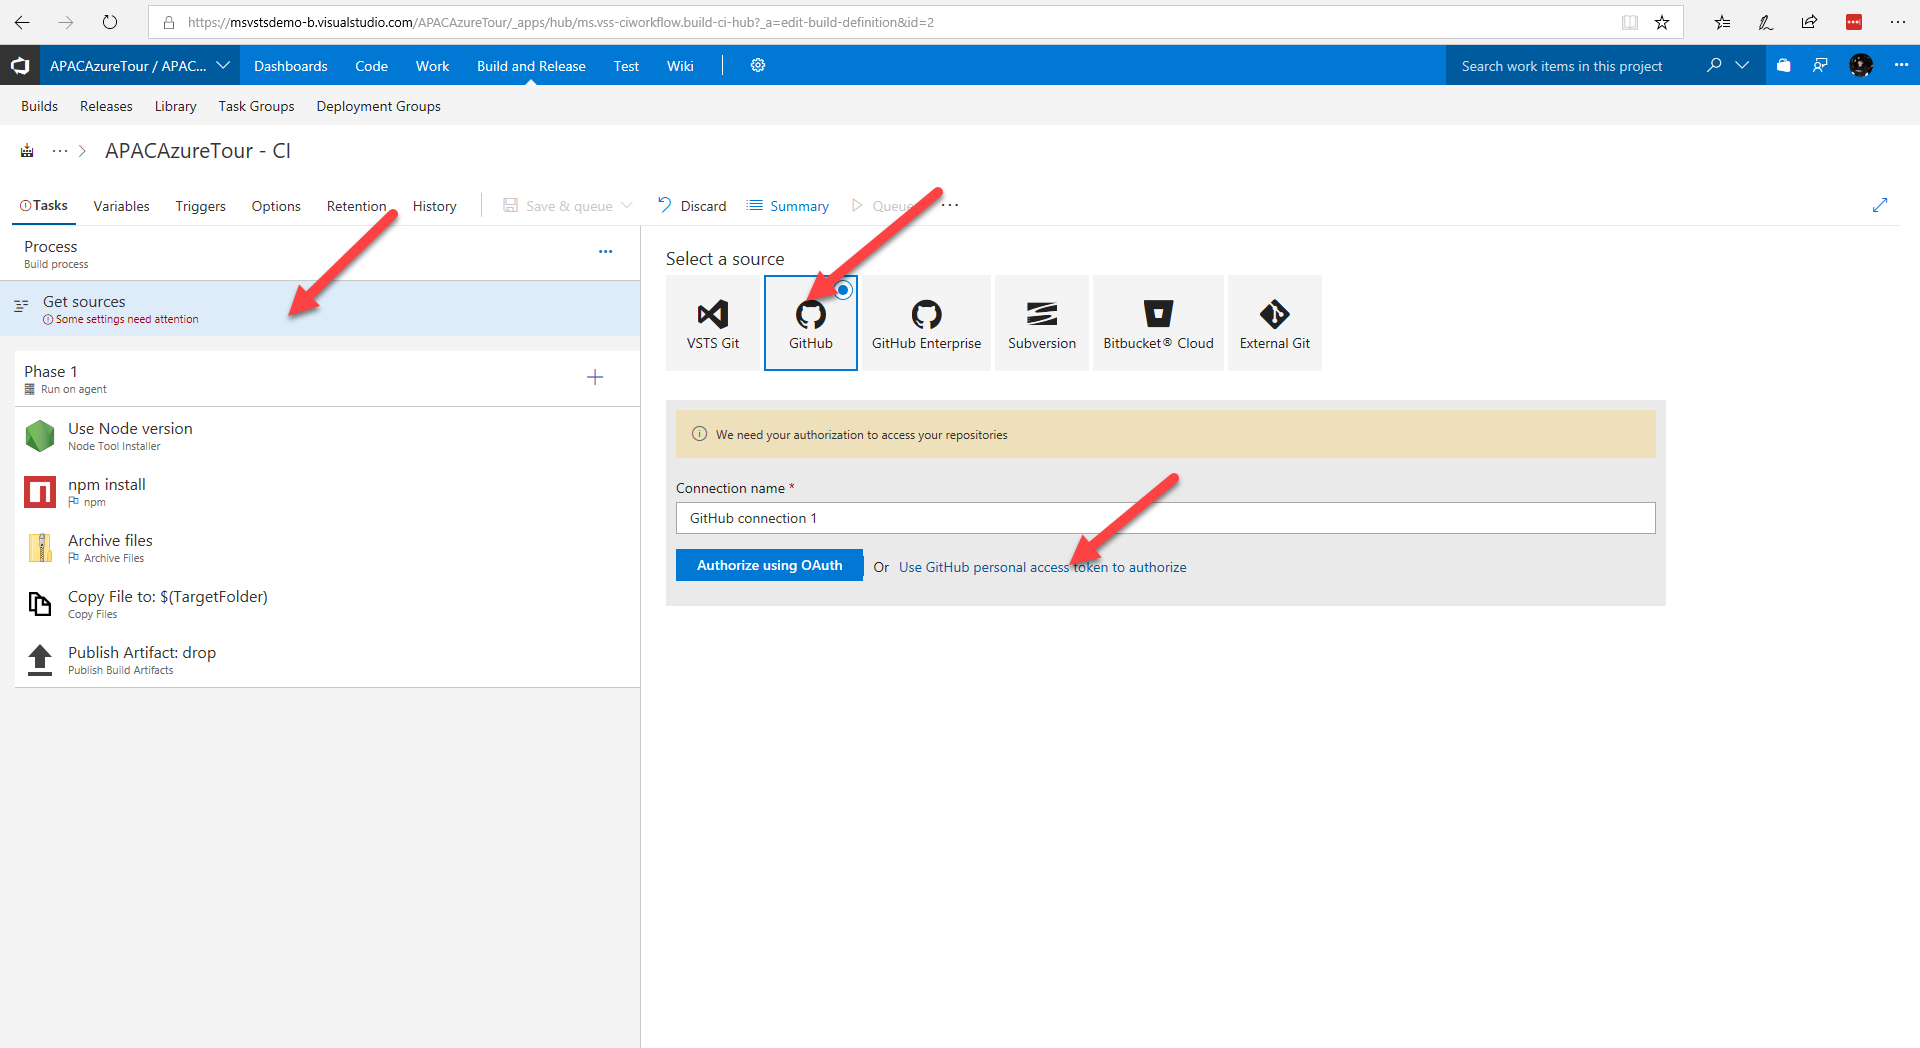 https://msvstsdemo-b.visualstudio.com/APACAzureTour/_apps/hub/ms.vss-ciworkflow.build-ci-hub?_a=edit-build-definition&id=2
APACAzureTour / APAC... Dashboards Code Work Build and Release Test Wiki Search work items in this project
Builds Releases Library Task Groups Deployment Groups
... > APACAzureTour - CI
Tasks Variables Triggers Options Retention History Save & queue Discard Summary Queue ...
Process
Build process
Get sources
Some settings need attention
Phase 1
Run on agent
Use Node version
Node Tool Installer
npm install
npm
Archive files
Archive Files
Copy File to: $(TargetFolder)
Copy Files
Publish Artifact: drop
Publish Build Artifacts
Select a source
VSTS Git GitHub GitHub Enterprise Subversion Bitbucket® Cloud External Git
We need your authorization to access your repositories
Connection name *
GitHub connection 1
Authorize using OAuth Or Use GitHub personal access token to authorize